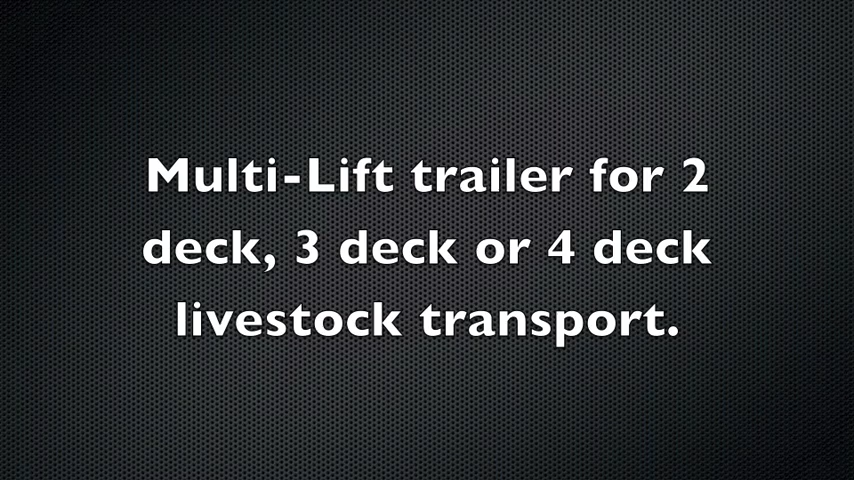 Multi-Lift trailer for 2
deck, 3 deck or 4 deck
livestock transport.